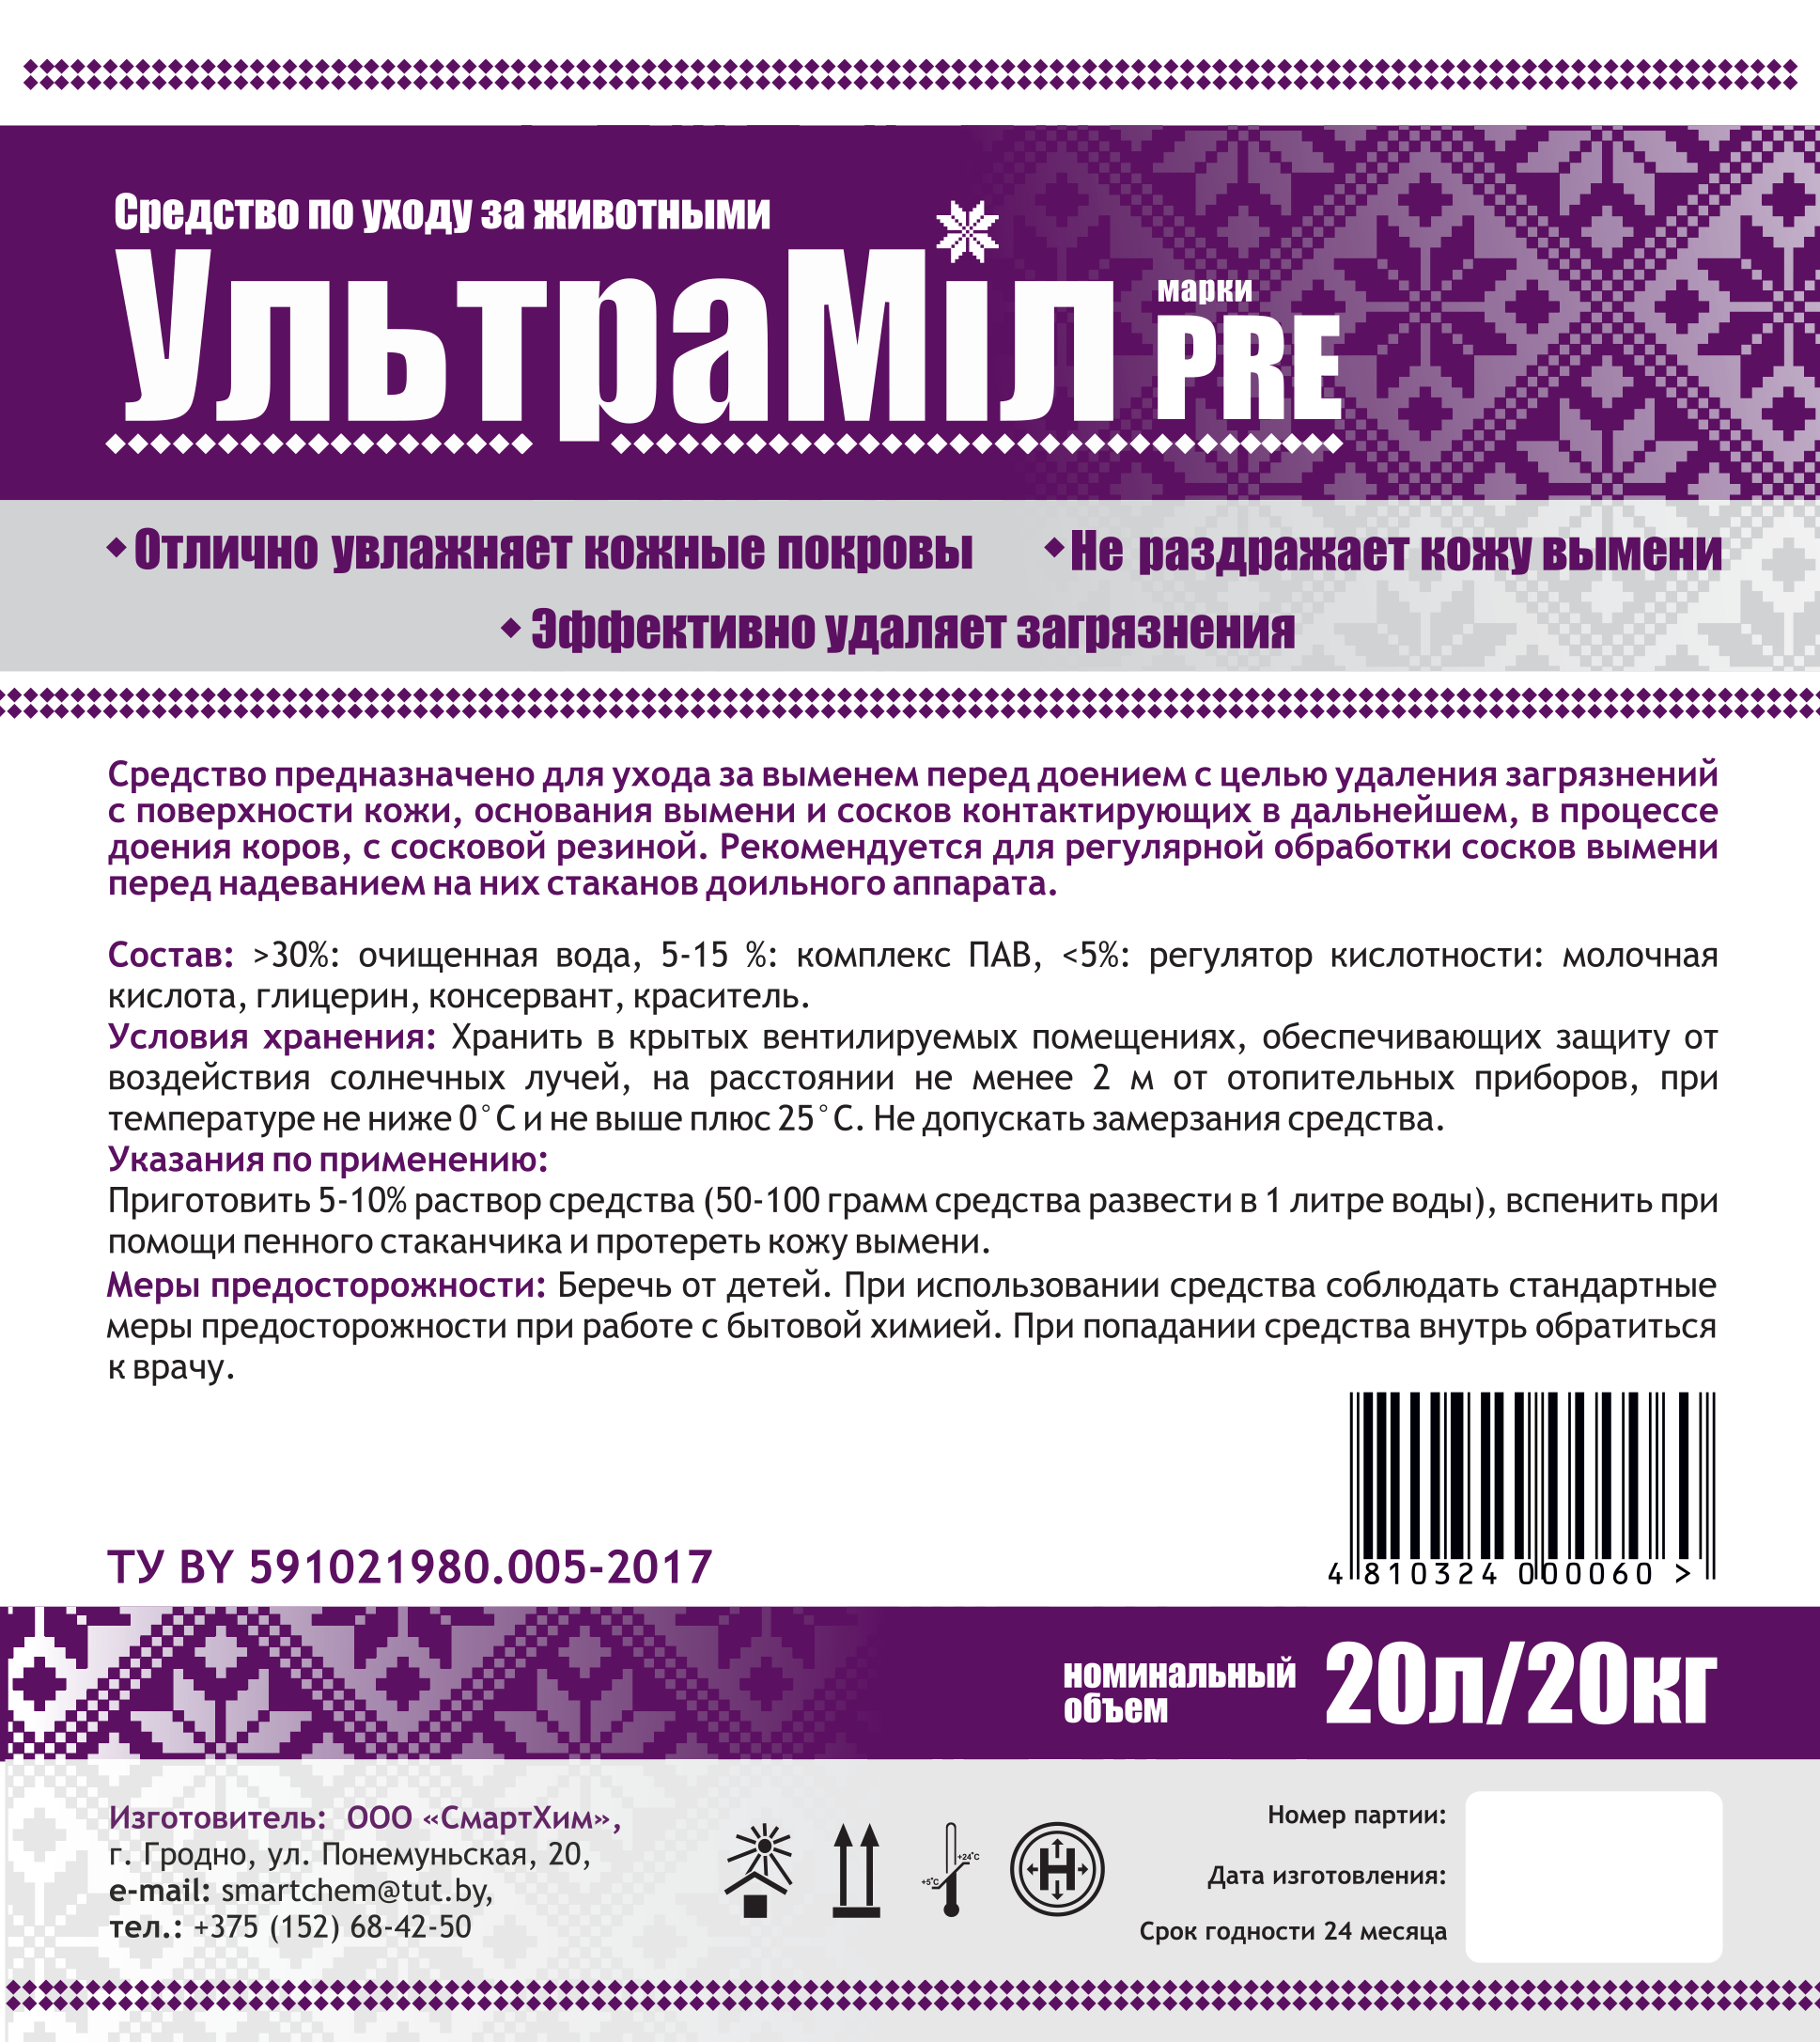 Средство по уходу за животными
УльтраМiл
марки
PRE
Отлично увлажняет кожные покровы
Не раздражает кожу вымени
Эффективно удаляет загрязнения
Средство предназначено для ухода за выменем перед доением с целью удаления загрязнений
с поверхности кожи, основания вымени и сосков контактирующих в дальнейшем, в процессе
доения коров, с сосковой резиной. Рекомендуется для регулярной обработки сосков вымени
перед надеванием на них стаканов доильного аппарата.
Состав: >30%: очищенная вода, 5-15 %: комплекс ПАВ, <5%: регулятор кислотности: молочная
кислота, глицерин, консервант, краситель.
Условия хранения: Хранить в крытых вентилируемых помещениях, обеспечивающих защиту от
воздействия солнечных лучей, на расстоянии не менее 2 м от отопительных приборов, при
температуре не ниже 0°С и не выше плюс 25°С. Не допускать замерзания средства.
Указания по применению:
Приготовить 5-10% раствор средства (50-100 грамм средства развести в 1 литре воды), вспенить при
помощи пенного стаканчика и протереть кожу вымени.
Меры предосторожности: Беречь от детей. При использовании средства соблюдать стандартные
меры предосторожности при работе с бытовой химией. При попадании средства внутрь обратиться
к врачу.
4 810324 000060 >
ТУ BY 591021980.005-2017
номинальный
объем
20л/20кг
Изготовитель: ООО «СмартХим»,
г. Гродно, ул. Понемуньская, 20,
e-mail: smartchem@tut.by,
тел.: +375 (152) 68-42-50
+24°C
+5°C
Н
Номер партии:
Дата изготовления:
Срок годности 24 месяца